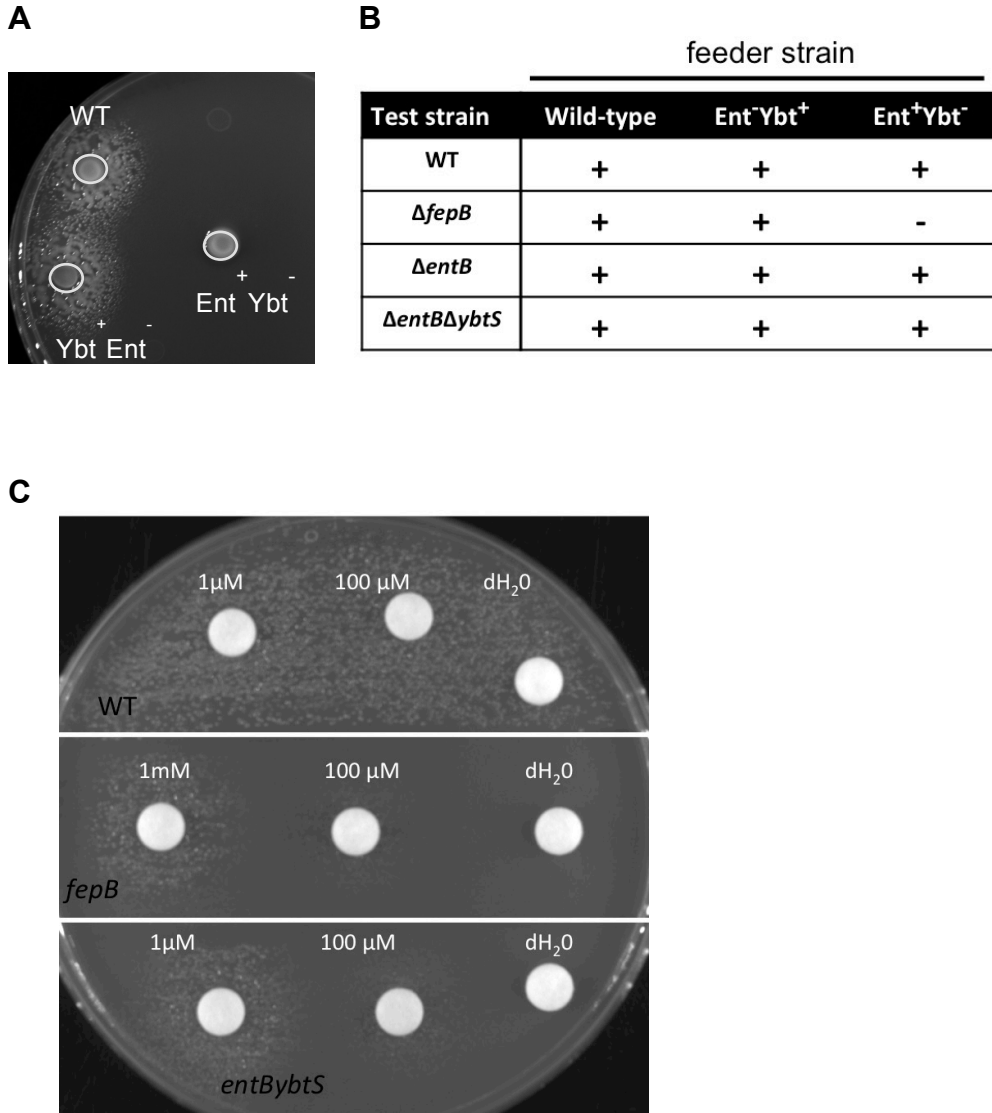 A
WT
+ -
Ent Ybt
+ -
Ybt Ent
B
feeder strain
Test strain Wild-type Ent⁻Ybt⁺ Ent⁺Ybt⁻
WT + + +
ΔfepB + + -
ΔentB + + +
ΔentBΔybtS + + +
C
1µM 100 µM dH₂0
WT
1mM 100 µM dH₂0
fepB
1µM 100 µM dH₂0
entBybtS